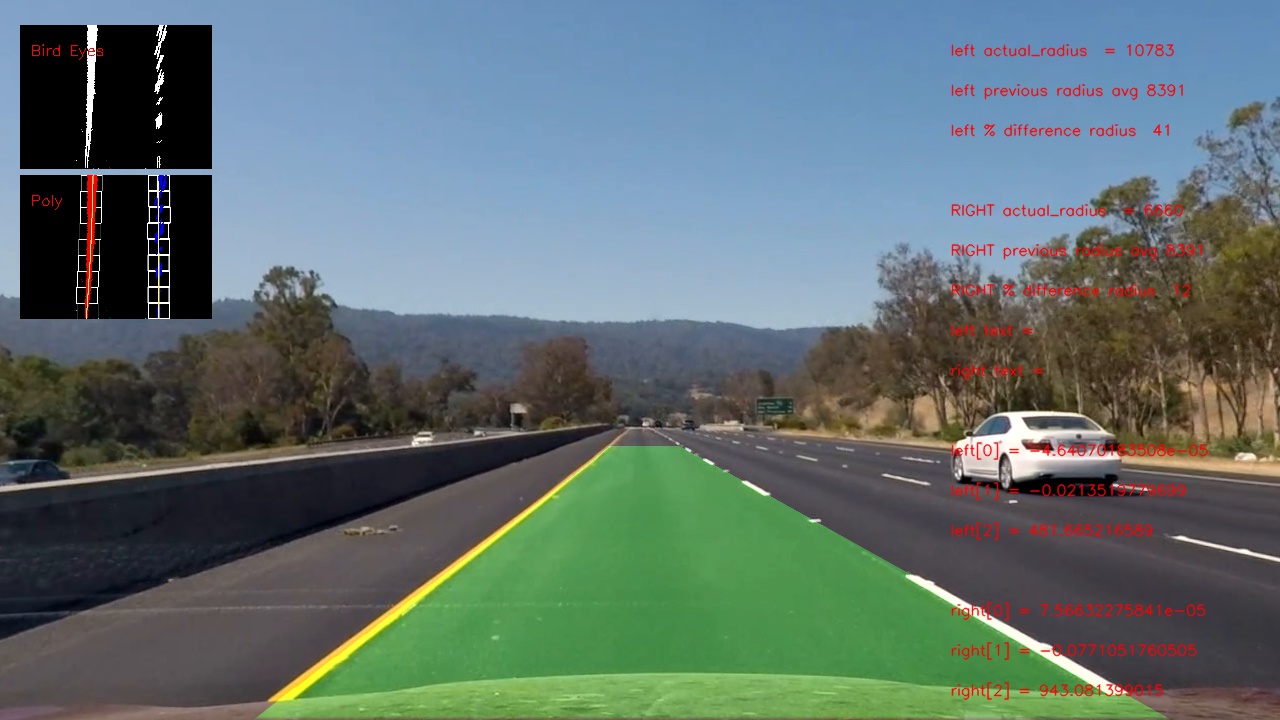 Bird Eyes
Poly
left actual_radius = 10783
left previous radius avg 8391
left % difference radius 41
RIGHT actual_radius = 6660
RIGHT previous radius avg 8391
RIGHT % difference radius 12
left text =
right text =
left[0] = -4.64070183508e-05
left[1] = -0.0213519779699
left[2] = 481.665216589
right[0] = 7.56632275841e-05
right[1] = -0.0771051760505
right[2] = 943.081399015